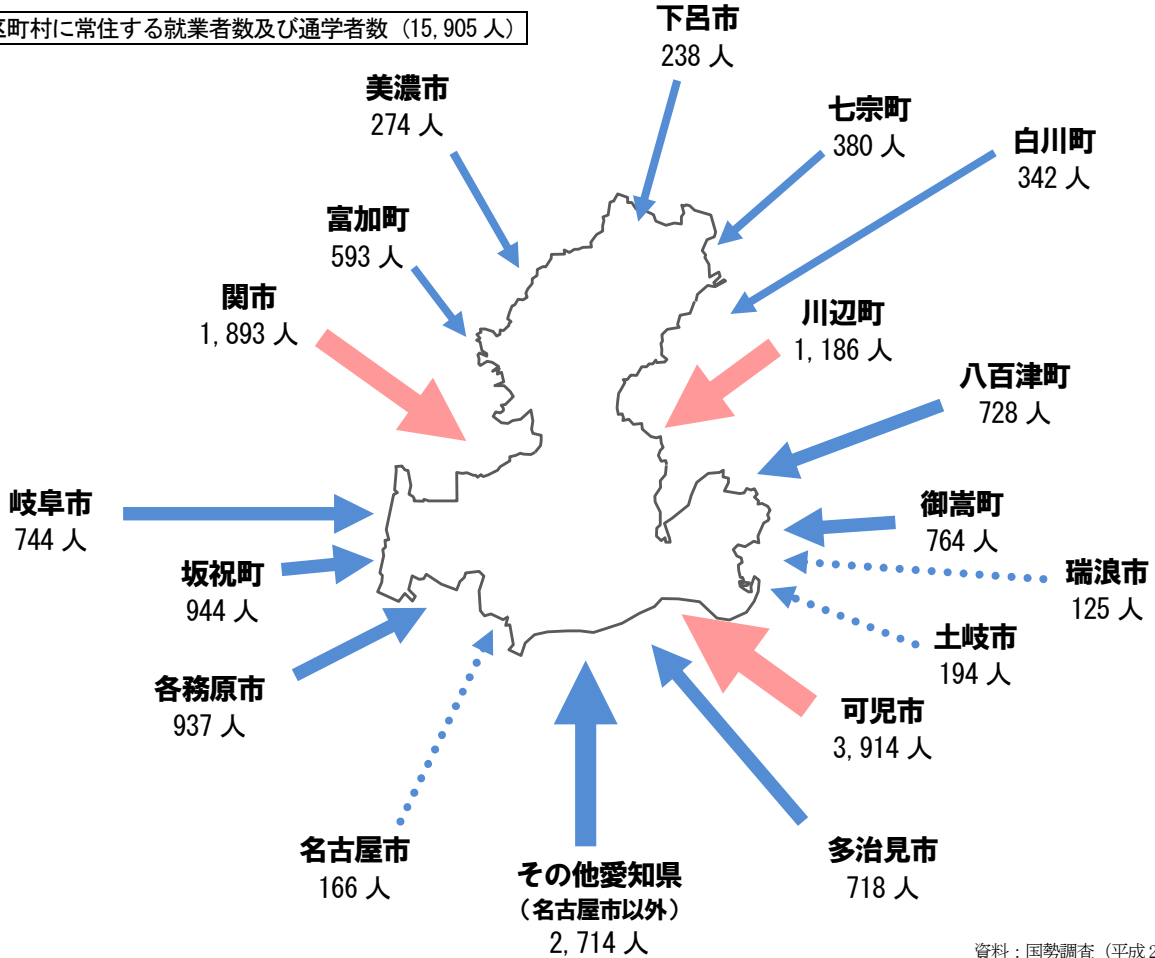 区町村に常住する就業者数及び通学者数（15,905 人）
下呂市
238 人
美濃市
274 人
七宗町
380 人
白川町
342 人
富加町
593 人
関市
1,893 人
川辺町
1,186 人
八百津町
728 人
岐阜市
744 人
御嵩町
764 人
坂祝町
944 人
瑞浪市
125 人
土岐市
194 人
各務原市
937 人
可児市
3,914 人
名古屋市
166 人
その他愛知県
（名古屋市以外）
2,714 人
多治見市
718 人
資料：国勢調査（平成２